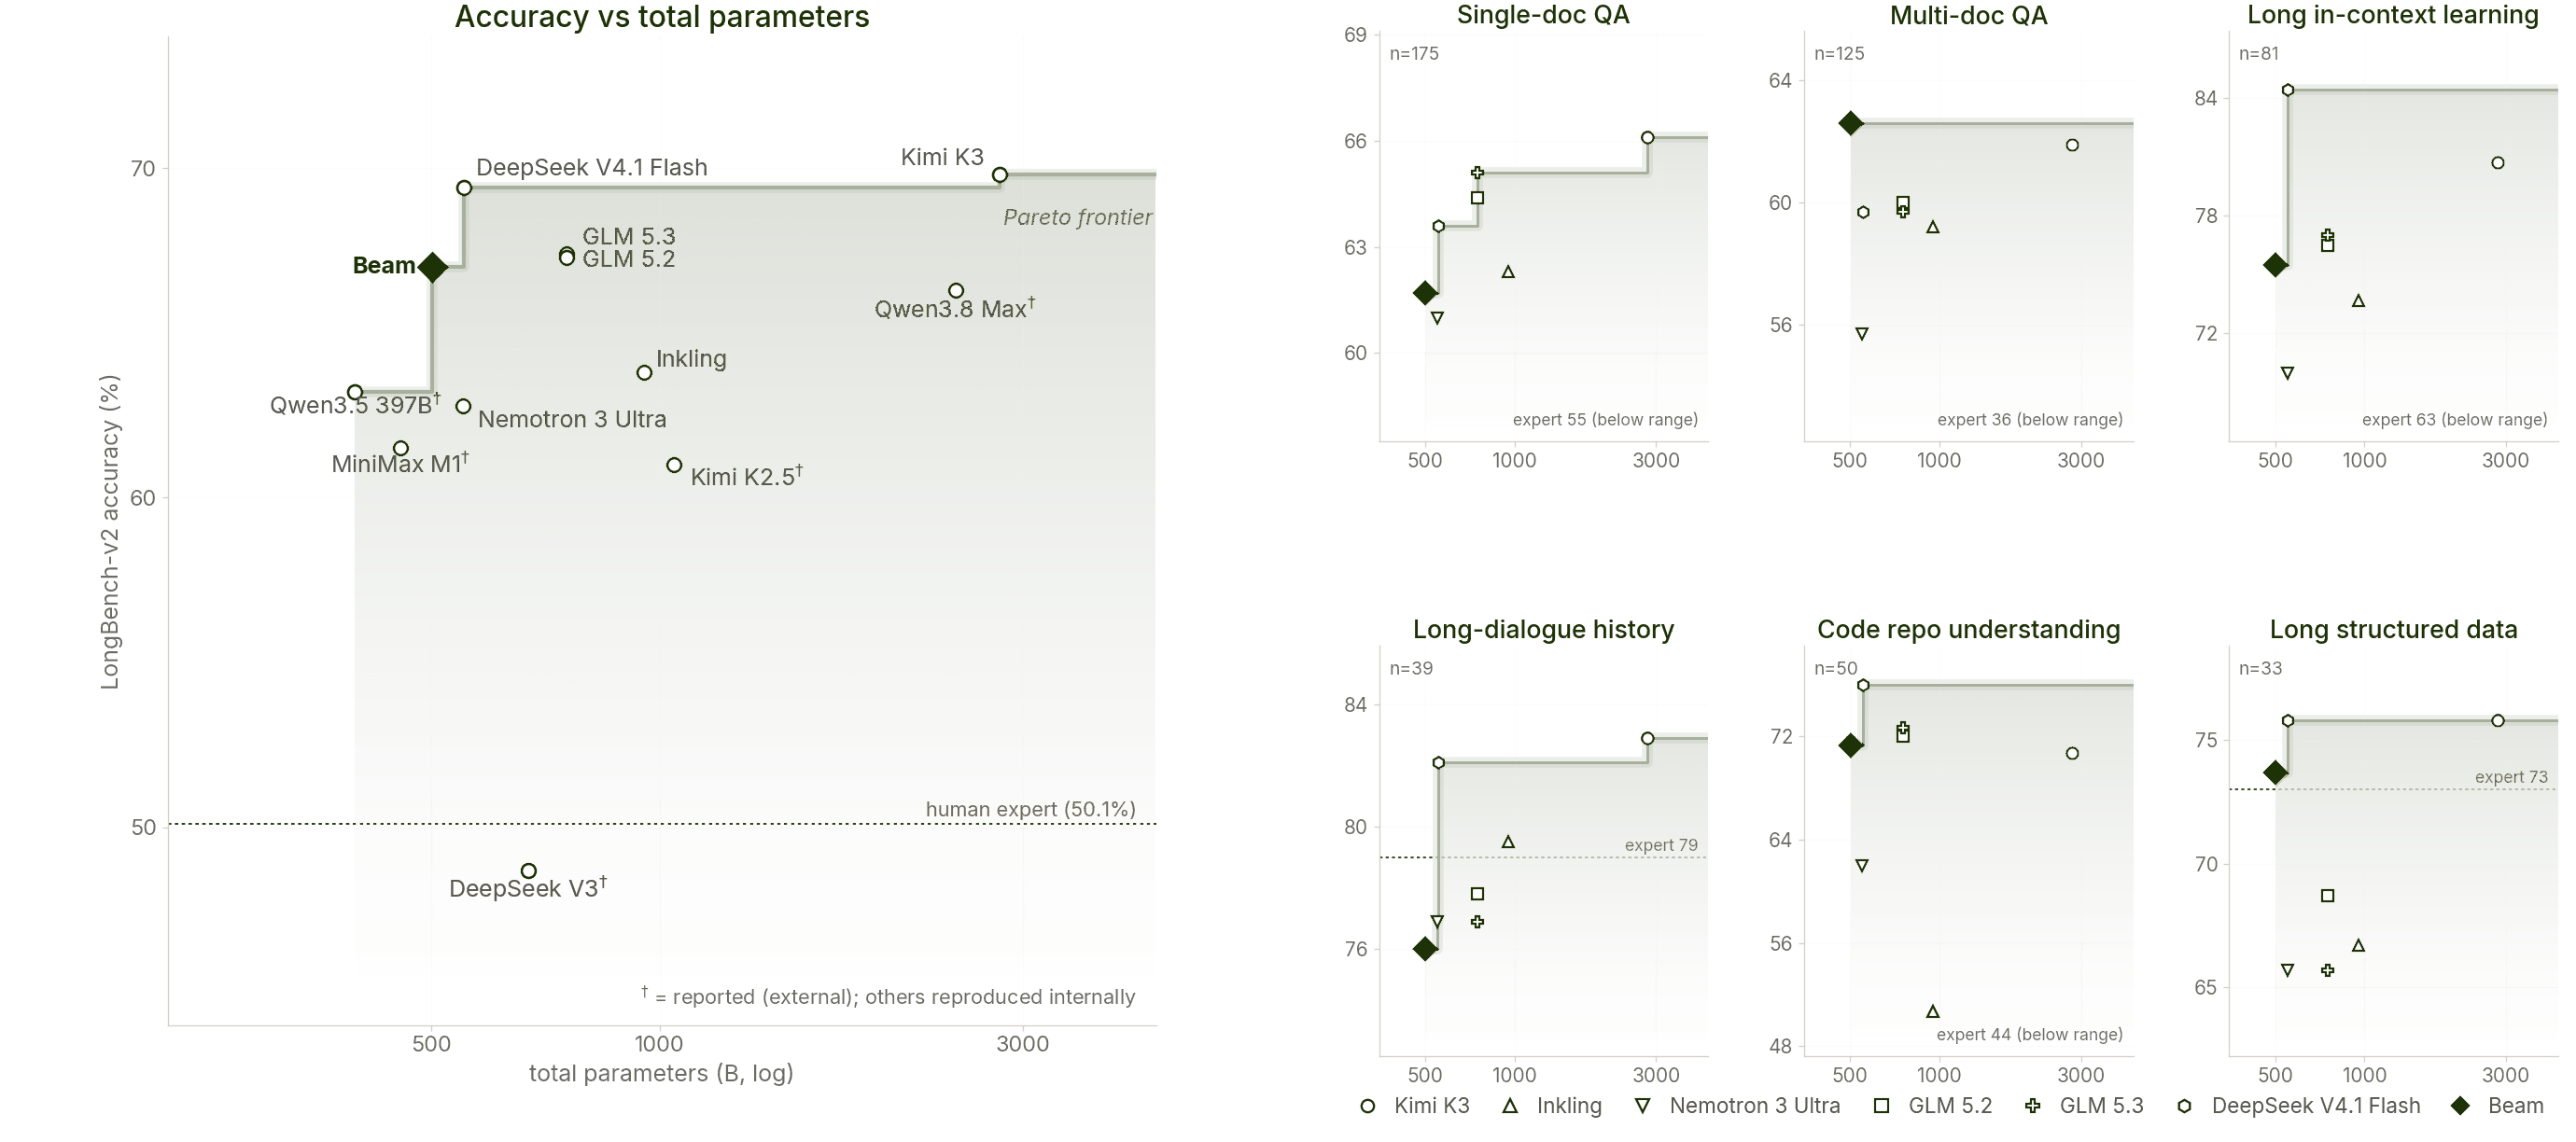 Accuracy vs total parameters
LongBench-v2 accuracy (%)
70
60
50
DeepSeek V4.1 Flash
Kimi K3
Pareto frontier
GLM 5.3
GLM 5.2
Beam
Qwen3.8 Max†
Inkling
Qwen3.5 397B†
Nemotron 3 Ultra
MiniMax M1†
Kimi K2.5†
human expert (50.1%)
DeepSeek V3†
† = reported (external); others reproduced internally
500 1000 3000
total parameters (B, log)
Single-doc QA
n=175
69
66
63
60
expert 55 (below range)
500 1000 3000
Multi-doc QA
n=125
64
60
56
expert 36 (below range)
500 1000 3000
Long in-context learning
n=81
84
78
72
expert 63 (below range)
500 1000 3000
Long-dialogue history
n=39
84
80
76
expert 79
500 1000 3000
Code repo understanding
n=50
72
64
56
48
expert 44 (below range)
500 1000 3000
Long structured data
n=33
75
70
65
expert 73
500 1000 3000
Kimi K3 Inkling Nemotron 3 Ultra GLM 5.2 GLM 5.3 DeepSeek V4.1 Flash Beam